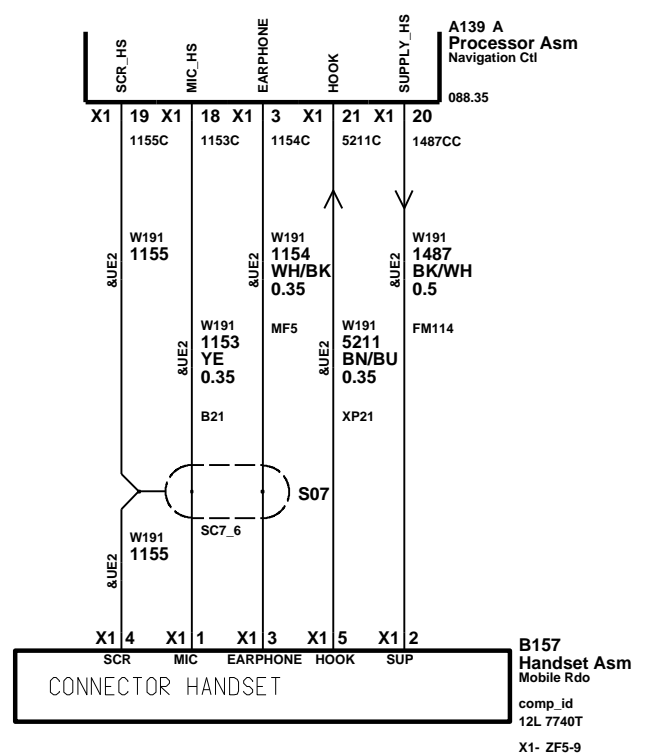 A139 A
Processor Asm
Navigation Ctl
088.35
SCR_HS
MIC_HS
EARPHONE
HOOK
SUPPLY_HS
X1 19 X1 18 X1 3 X1 21 X1 20
1155C 1153C 1154C 5211C 1487CC
&UE2
W191
1155
&UE2
W191
1154
WH/BK
0.35
MF5
&UE2
W191
1487
BK/WH
0.5
FM114
&UE2
W191
1153
YE
0.35
B21
&UE2
W191
5211
BN/BU
0.35
XP21
S07
SC7_6
&UE2
W191
1155
X1 4 X1 1 X1 3 X1 5 X1 2
SCR MIC EARPHONE HOOK SUP
CONNECTOR HANDSET
B157
Handset Asm
Mobile Rdo
comp_id
12L 7740T
X1- ZF5-9